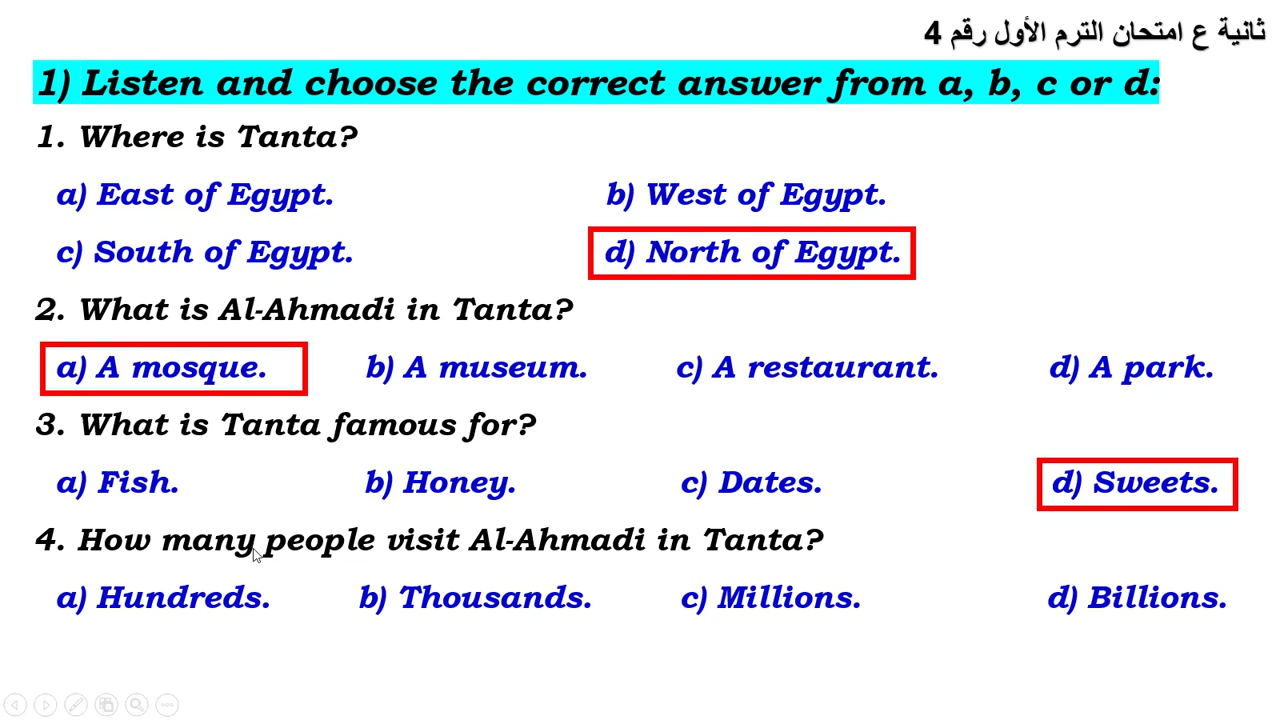 ثانية ع امتحان الترم الأول رقم 4
1) Listen and choose the correct answer from a, b, c or d:
1. Where is Tanta?
a) East of Egypt. b) West of Egypt.
c) South of Egypt. d) North of Egypt.
2. What is Al-Ahmadi in Tanta?
a) A mosque. b) A museum. c) A restaurant. d) A park.
3. What is Tanta famous for?
a) Fish. b) Honey. c) Dates. d) Sweets.
4. How many people visit Al-Ahmadi in Tanta?
a) Hundreds. b) Thousands. c) Millions. d) Billions.